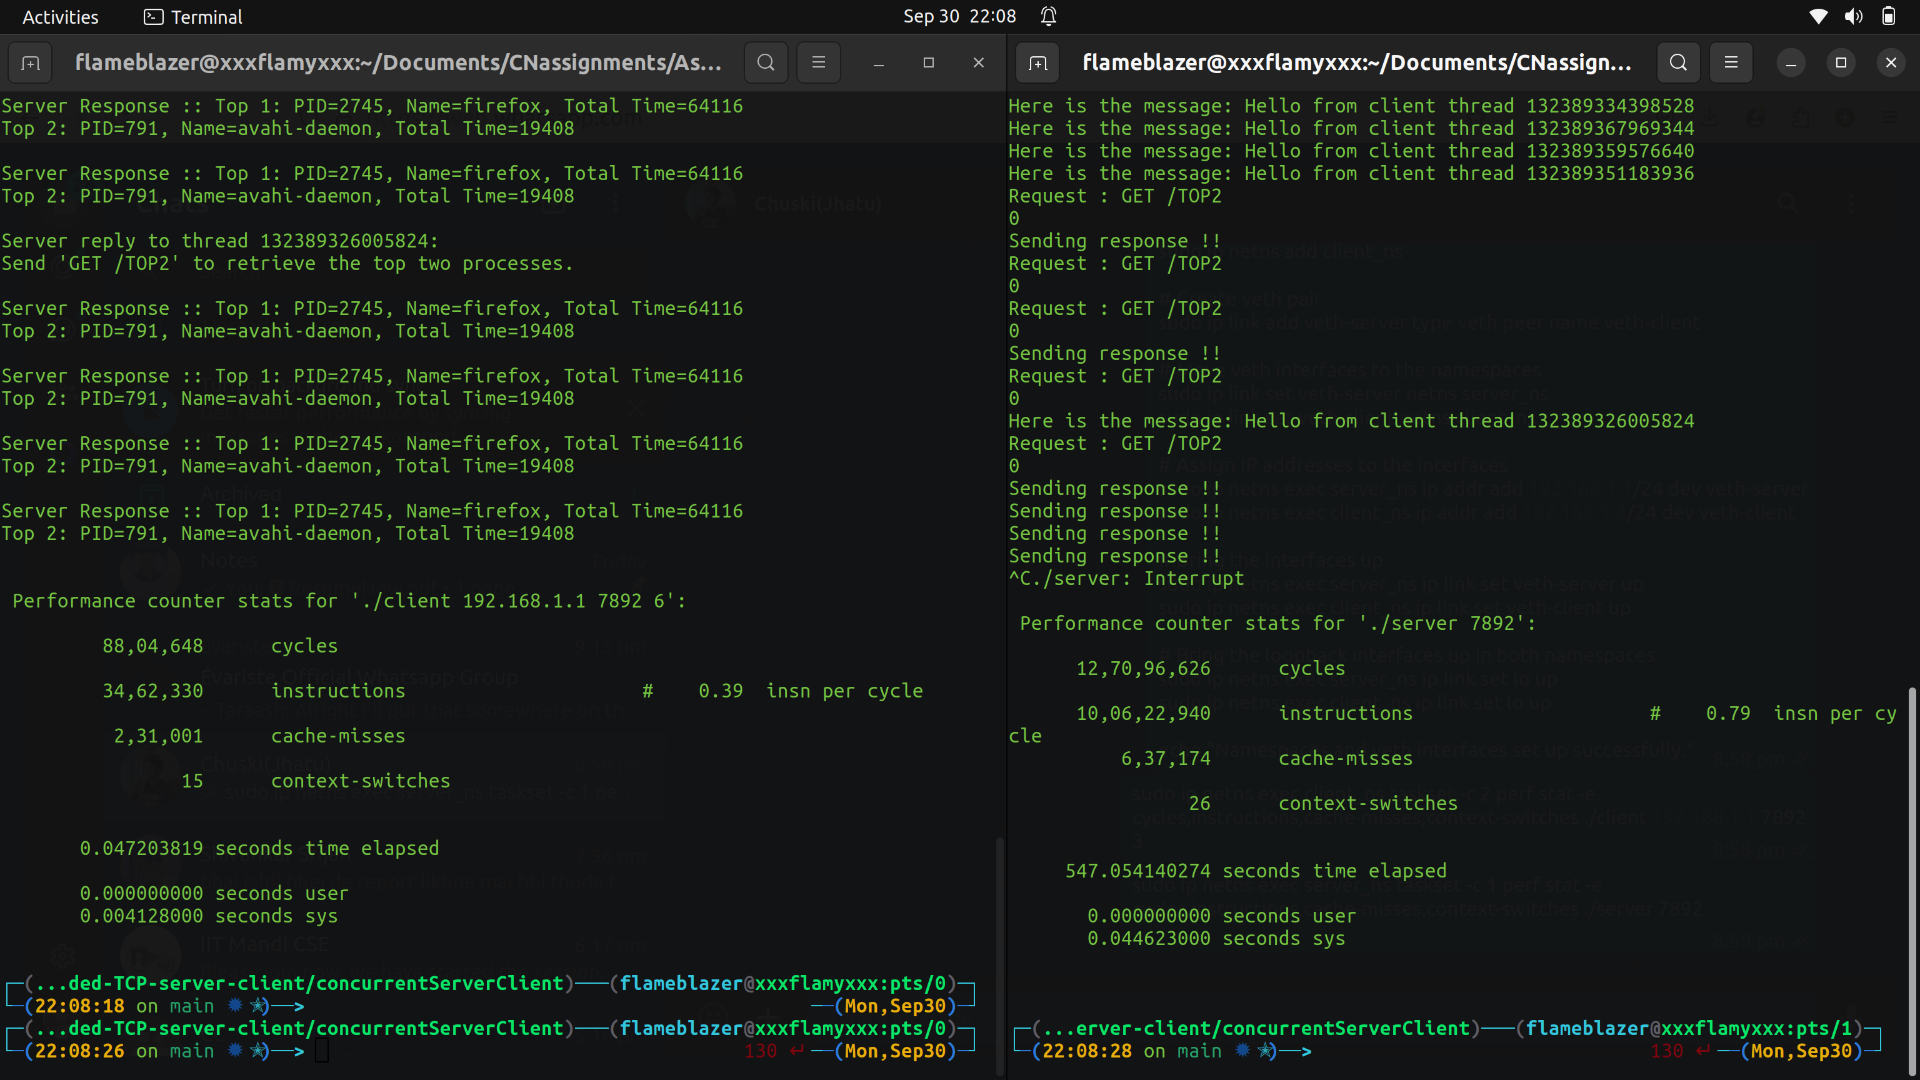 Activities
Terminal
Sep 30 22:08
flameblazer@xxxflamyxxx:~/Documents/CNassignments/As...
Server Response :: Top 1: PID=2745, Name=firefox, Total Time=64116
Top 2: PID=791, Name=avahi-daemon, Total Time=19408
Server Response :: Top 1: PID=2745, Name=firefox, Total Time=64116
Top 2: PID=791, Name=avahi-daemon, Total Time=19408
Server reply to thread 132389326005824:
Send 'GET /TOP2' to retrieve the top two processes.
Server Response :: Top 1: PID=2745, Name=firefox, Total Time=64116
Top 2: PID=791, Name=avahi-daemon, Total Time=19408
Server Response :: Top 1: PID=2745, Name=firefox, Total Time=64116
Top 2: PID=791, Name=avahi-daemon, Total Time=19408
Server Response :: Top 1: PID=2745, Name=firefox, Total Time=64116
Top 2: PID=791, Name=avahi-daemon, Total Time=19408
Server Response :: Top 1: PID=2745, Name=firefox, Total Time=64116
Top 2: PID=791, Name=avahi-daemon, Total Time=19408
Performance counter stats for './client 192.168.1.1 7892 6':
88,04,648 cycles
34,62,330 instructions # 0.39 insn per cycle
2,31,001 cache-misses
15 context-switches
0.047203819 seconds time elapsed
0.000000000 seconds user
0.004128000 seconds sys
(...ded-TCP-server-client/concurrentServerClient)──(flameblazer@xxxflamyxxx:pts/0)
(22:08:18 on main ✹ ✭)──> ──(Mon,Sep30)
(...ded-TCP-server-client/concurrentServerClient)──(flameblazer@xxxflamyxxx:pts/0)
(22:08:26 on main ✹ ✭)──> 130 ↵ ──(Mon,Sep30)
flameblazer@xxxflamyxxx:~/Documents/CNassign...
Here is the message: Hello from client thread 132389334398528
Here is the message: Hello from client thread 132389367969344
Here is the message: Hello from client thread 132389359576640
Here is the message: Hello from client thread 132389351183936
Request : GET /TOP2
0
Sending response !!
Request : GET /TOP2
0
Request : GET /TOP2
0
Sending response !!
Request : GET /TOP2
0
Here is the message: Hello from client thread 132389326005824
Request : GET /TOP2
0
Sending response !!
Sending response !!
Sending response !!
Sending response !!
^C./server: Interrupt
Performance counter stats for './server 7892':
12,70,96,626 cycles
10,06,22,940 instructions # 0.79 insn per cy
cle
6,37,174 cache-misses
26 context-switches
547.054140274 seconds time elapsed
0.000000000 seconds user
0.044623000 seconds sys
(...erver-client/concurrentServerClient)──(flameblazer@xxxflamyxxx:pts/1)
(22:08:28 on main ✹ ✭)──> 130 ↵ ──(Mon,Sep30)